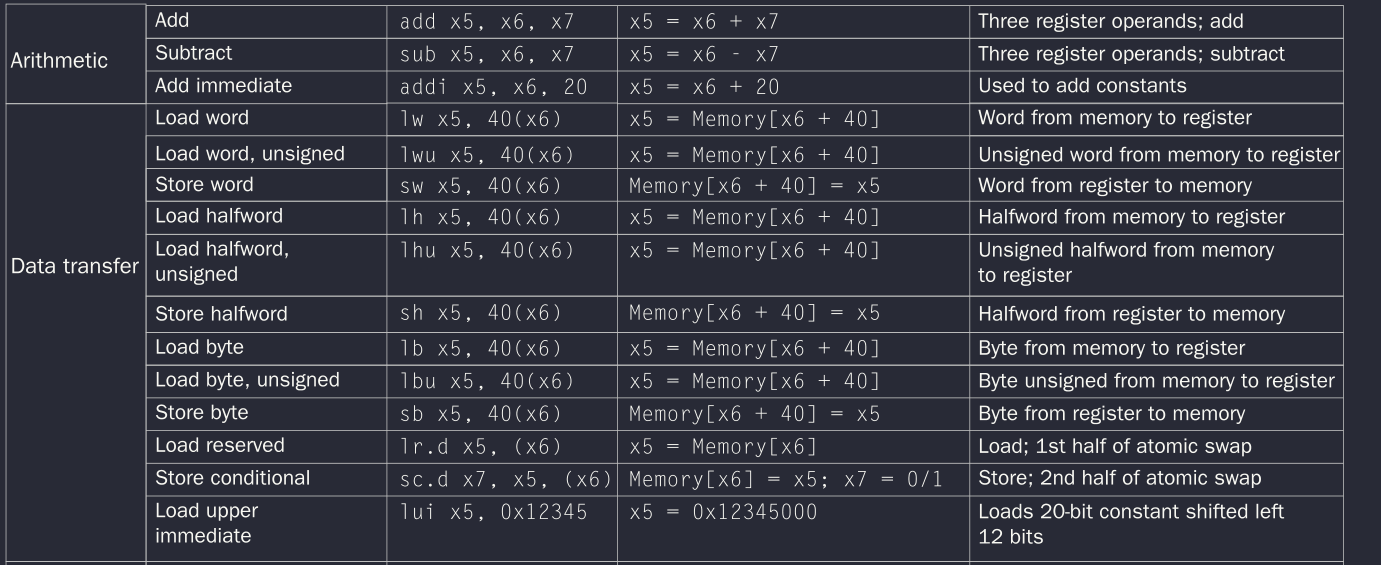 Arithmetic
Add add x5, x6, x7 x5 = x6 + x7 Three register operands; add
Subtract sub x5, x6, x7 x5 = x6 - x7 Three register operands; subtract
Add immediate addi x5, x6, 20 x5 = x6 + 20 Used to add constants
Data transfer
Load word lw x5, 40(x6) x5 = Memory[x6 + 40] Word from memory to register
Load word, unsigned lwu x5, 40(x6) x5 = Memory[x6 + 40] Unsigned word from memory to register
Store word sw x5, 40(x6) Memory[x6 + 40] = x5 Word from register to memory
Load halfword lh x5, 40(x6) x5 = Memory[x6 + 40] Halfword from memory to register
Load halfword, lhu x5, 40(x6) x5 = Memory[x6 + 40] Unsigned halfword from memory
unsigned to register
Store halfword sh x5, 40(x6) Memory[x6 + 40] = x5 Halfword from register to memory
Load byte lb x5, 40(x6) x5 = Memory[x6 + 40] Byte from memory to register
Load byte, unsigned lbu x5, 40(x6) x5 = Memory[x6 + 40] Byte unsigned from memory to register
Store byte sb x5, 40(x6) Memory[x6 + 40] = x5 Byte from register to memory
Load reserved lr.d x5, (x6) x5 = Memory[x6] Load; 1st half of atomic swap
Store conditional sc.d x7, x5, (x6) Memory[x6] = x5; x7 = 0/1 Store; 2nd half of atomic swap
Load upper lui x5, 0x12345 x5 = 0x12345000 Loads 20-bit constant shifted left
immediate 12 bits